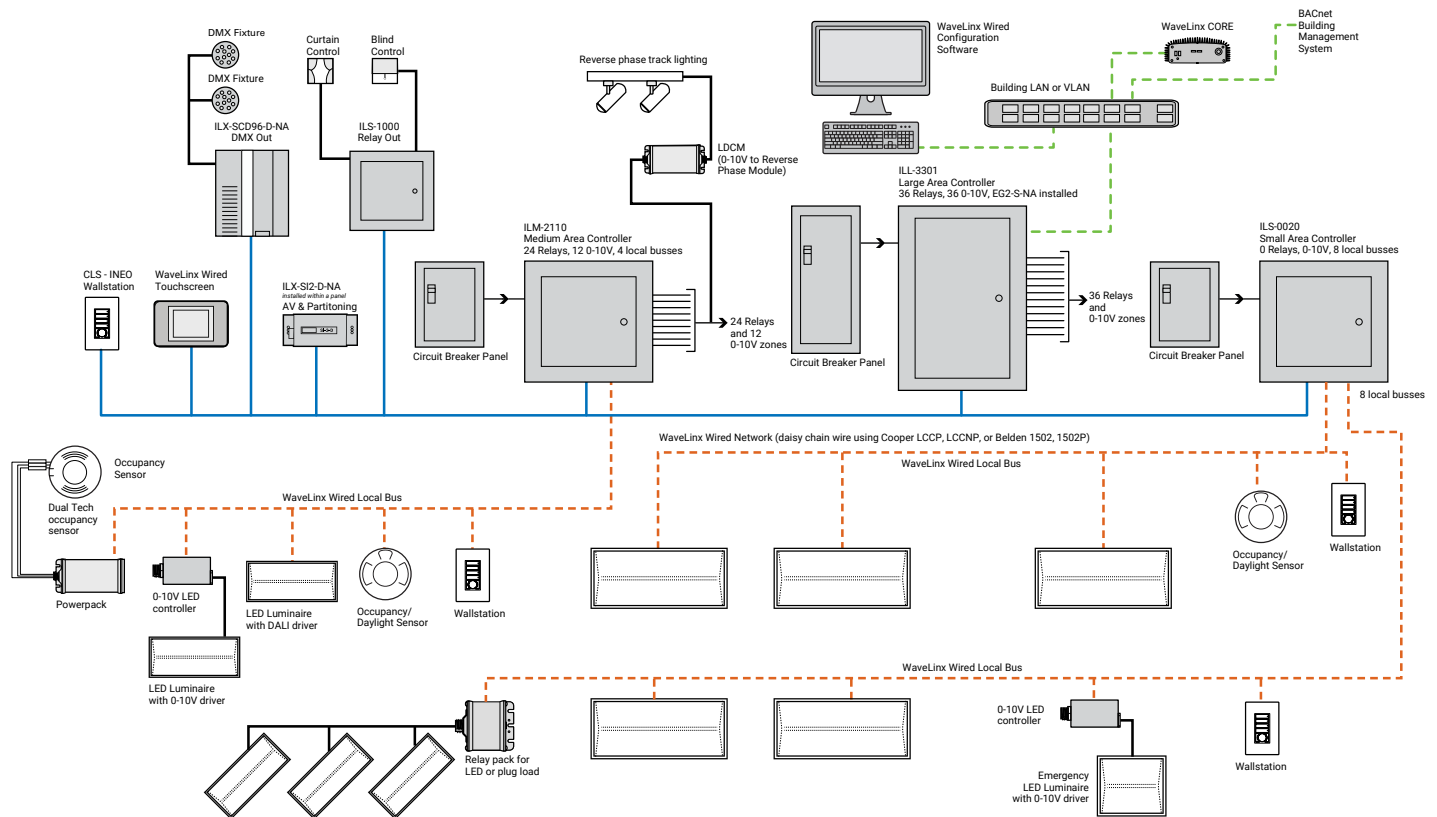 DMX Fixture
DMX Fixture
ILX-SCD96-D-NA
DMX Out
Curtain
Control
Blind
Control
ILS-1000
Relay Out
Reverse phase track lighting
LDCM
(0-10V to Reverse
Phase Module)
WaveLinx Wired
Configuration
Software
WaveLinx CORE
BACnet
Building
Management
System
Building LAN or VLAN
CLS - INEO
Wallstation
WaveLinx Wired
Touchscreen
ILX-SI2-D-NA
installed within a panel
AV & Partitoning
Circuit Breaker Panel
ILM-2110
Medium Area Controller
24 Relays, 12 0-10V, 4 local busses
24 Relays
and 12
0-10V zones
Circuit Breaker Panel
ILL-3301
Large Area Controller
36 Relays, 36 0-10V, EG2-S-NA installed
36 Relays
and
0-10V zones
Circuit Breaker Panel
ILS-0020
Small Area Controller
0 Relays, 0-10V, 8 local busses
8 local busses
WaveLinx Wired Network (daisy chain wire using Cooper LCCP, LCCNP, or Belden 1502, 1502P)
WaveLinx Wired Local Bus
Occupancy
Sensor
Dual Tech
occupancy
sensor
Powerpack
WaveLinx Wired Local Bus
0-10V LED
controller
LED Luminaire
with 0-10V driver
LED Luminaire
with DALI driver
Occupancy/
Daylight Sensor
Wallstation
Occupancy/
Daylight Sensor
Wallstation
WaveLinx Wired Local Bus
Relay pack for
LED or plug load
0-10V LED
controller
Emergency
LED Luminaire
with 0-10V driver
Wallstation